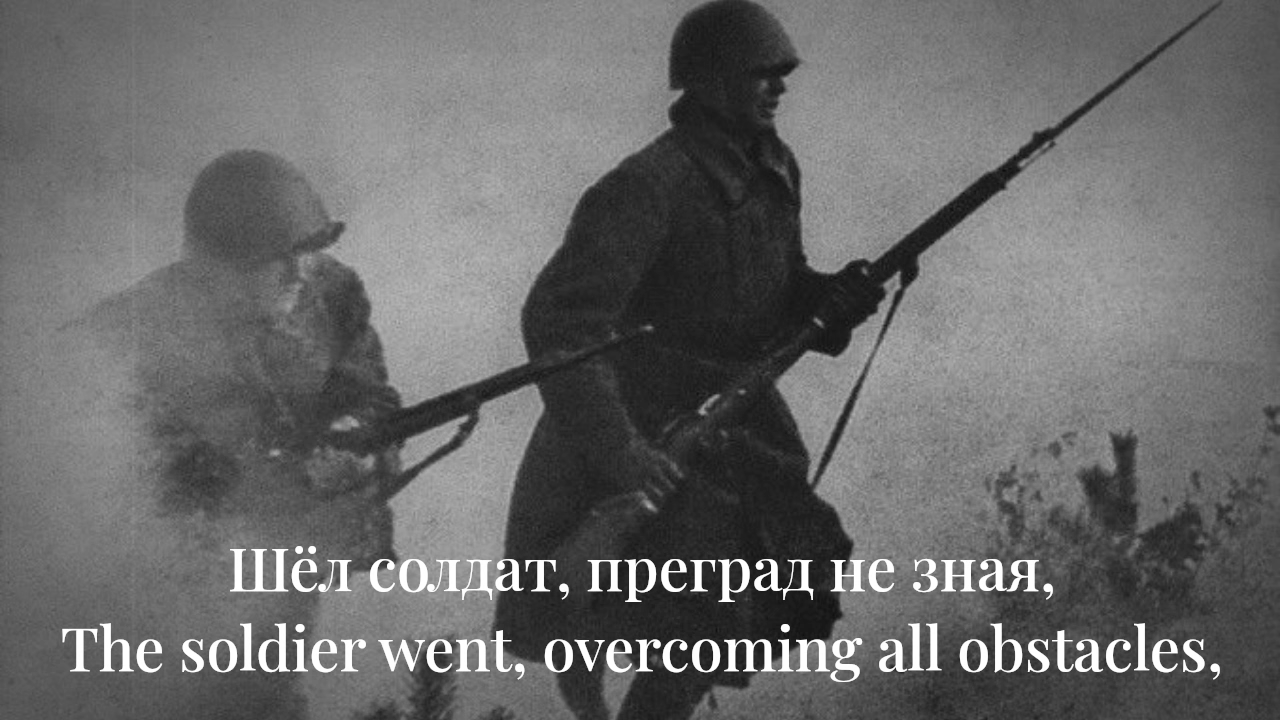 Шёл солдат, преград не зная,
The soldier went, overcoming all obstacles,